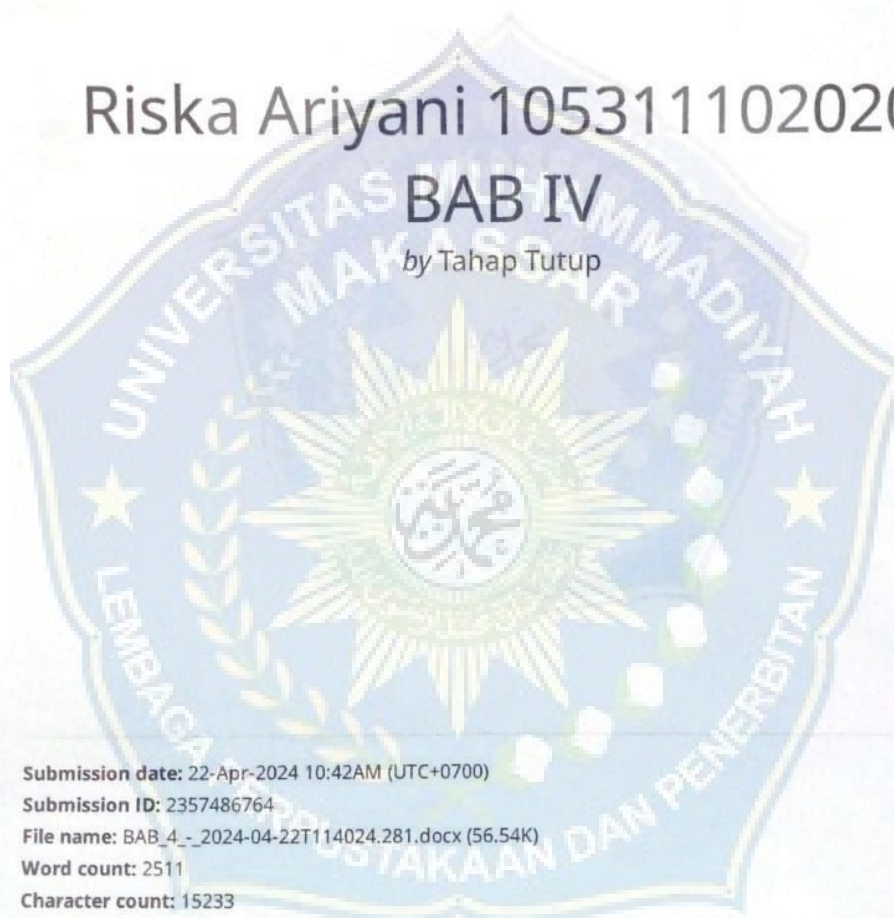 Riska Ariyani 10531110202
BAB IV
by Tahap Tutup
UNIVERSITAS MUHAMMADIYAH
MAKASSAR
LEMBAGA PERPUSTAKAAN DAN PENERBITAN
Submission date: 22-Apr-2024 10:42AM (UTC+0700)
Submission ID: 2357486764
File name: BAB_4_-_2024-04-22T114024.281.docx (56.54K)
Word count: 2511
Character count: 15233